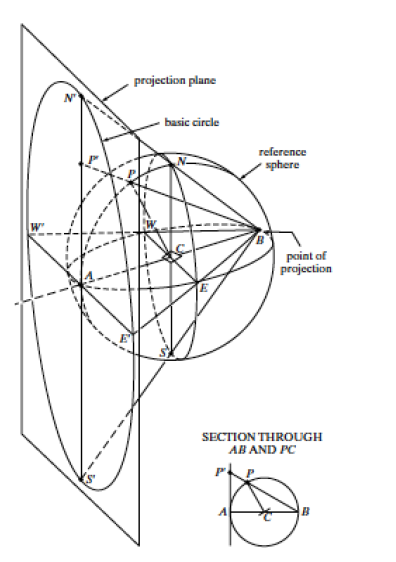 projection plane
N'
basic circle
reference
sphere
P'
P
N
W'
W
B
C
point of
projection
A
E
E'
S
S'
SECTION THROUGH
AB AND PC
P'
P
A
C
B